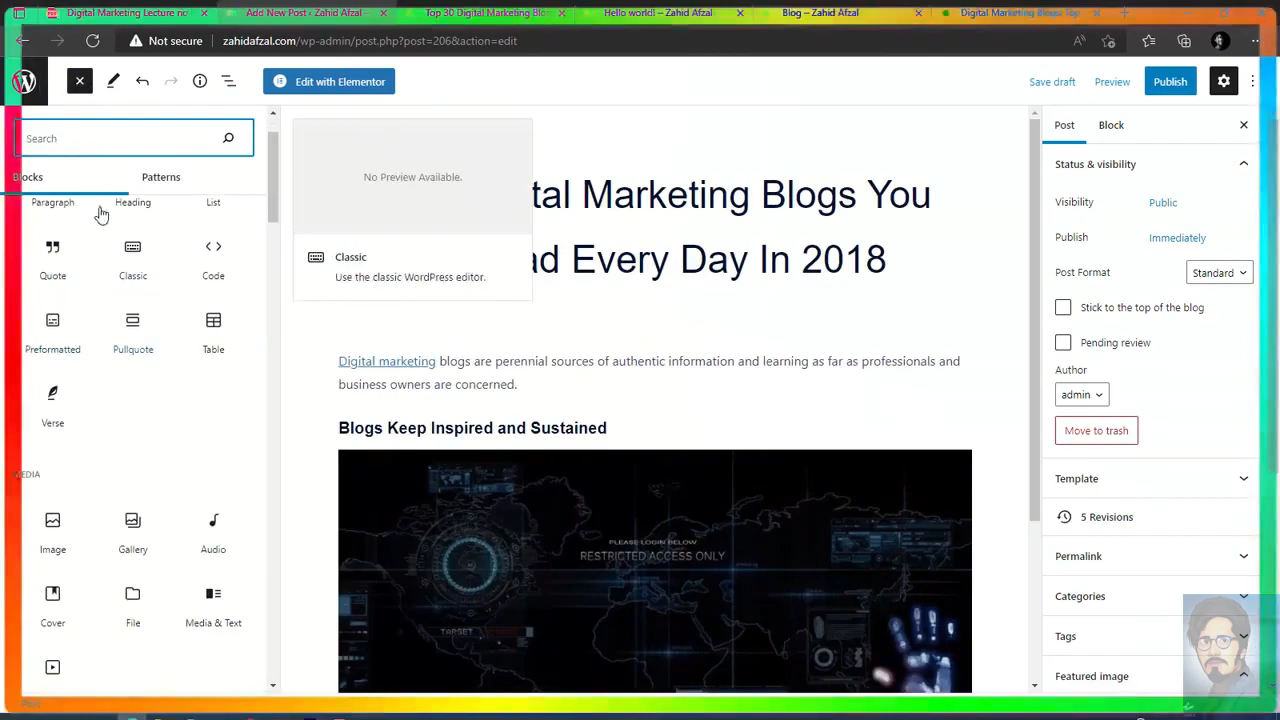 Digital Marketing Lecture no
Add New Post ‹ Zahid Afzal
Top 30 Digital Marketing Blo
Hello world! – Zahid Afzal
Blog – Zahid Afzal
Digital Marketing Blogs Top
Not secure
zahidafzal.com/wp-admin/post.php?post=206&action=edit
Edit with Elementor
Save draft
Preview
Publish
Search
Blocks
Patterns
Paragraph
Heading
List
Quote
Classic
Code
Preformatted
Pullquote
Table
Verse
MEDIA
Image
Gallery
Audio
Cover
File
Media & Text
No Preview Available.
Classic
Use the classic WordPress editor.
tal Marketing Blogs You
ad Every Day In 2018
Digital marketing blogs are perennial sources of authentic information and learning as far as professionals and
business owners are concerned.
Blogs Keep Inspired and Sustained
PLEASE LOGIN BELOW
RESTRICTED ACCESS ONLY
TARGET
Post
Block
Status & visibility
Visibility
Public
Publish
Immediately
Post Format
Standard
Stick to the top of the blog
Pending review
Author
admin
Move to trash
Template
5 Revisions
Permalink
Categories
Tags
Featured image
Post